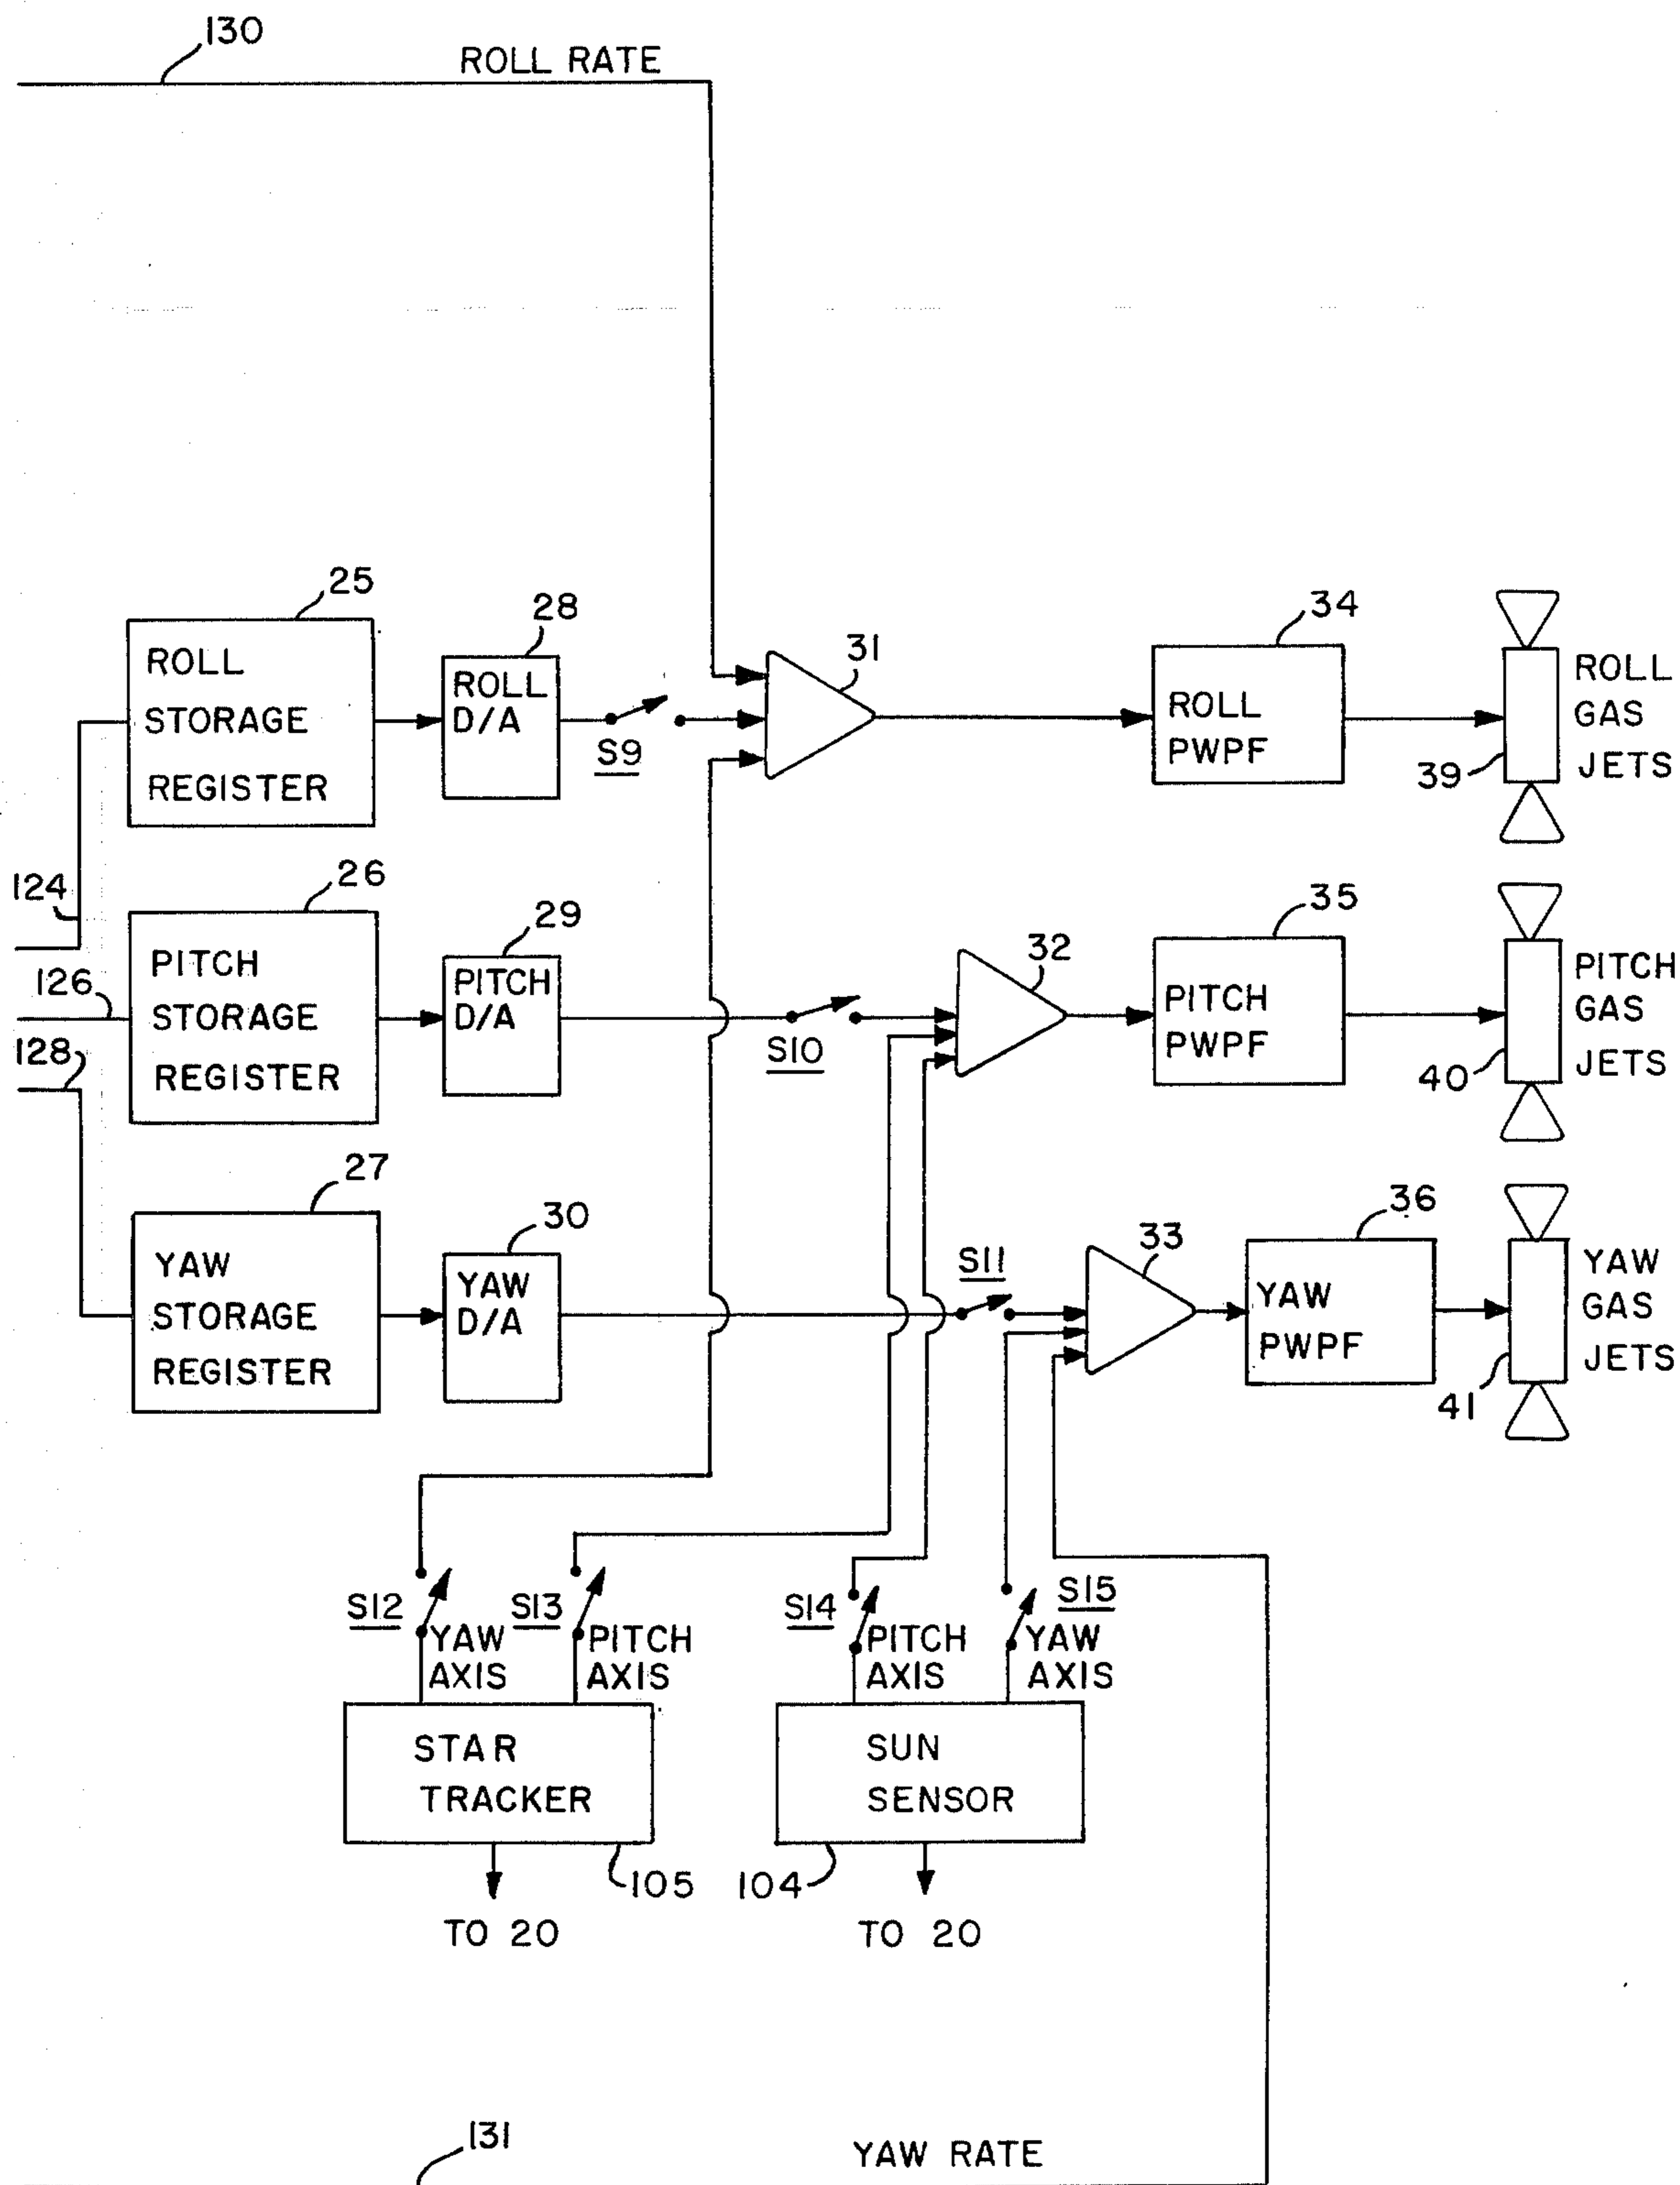 130
ROLL RATE
25
ROLL
STORAGE
REGISTER
28
ROLL
D/A
S9
31
34
ROLL
PWPF
39
ROLL
GAS
JETS
124
26
PITCH
STORAGE
REGISTER
126
128
29
PITCH
D/A
S10
32
35
PITCH
PWPF
40
PITCH
GAS
JETS
27
YAW
STORAGE
REGISTER
30
YAW
D/A
S11
33
36
YAW
PWPF
41
YAW
GAS
JETS
S12
YAW
AXIS
S13
PITCH
AXIS
S14
PITCH
AXIS
S15
YAW
AXIS
STAR
TRACKER
105
TO 20
SUN
SENSOR
104
TO 20
131
YAW RATE